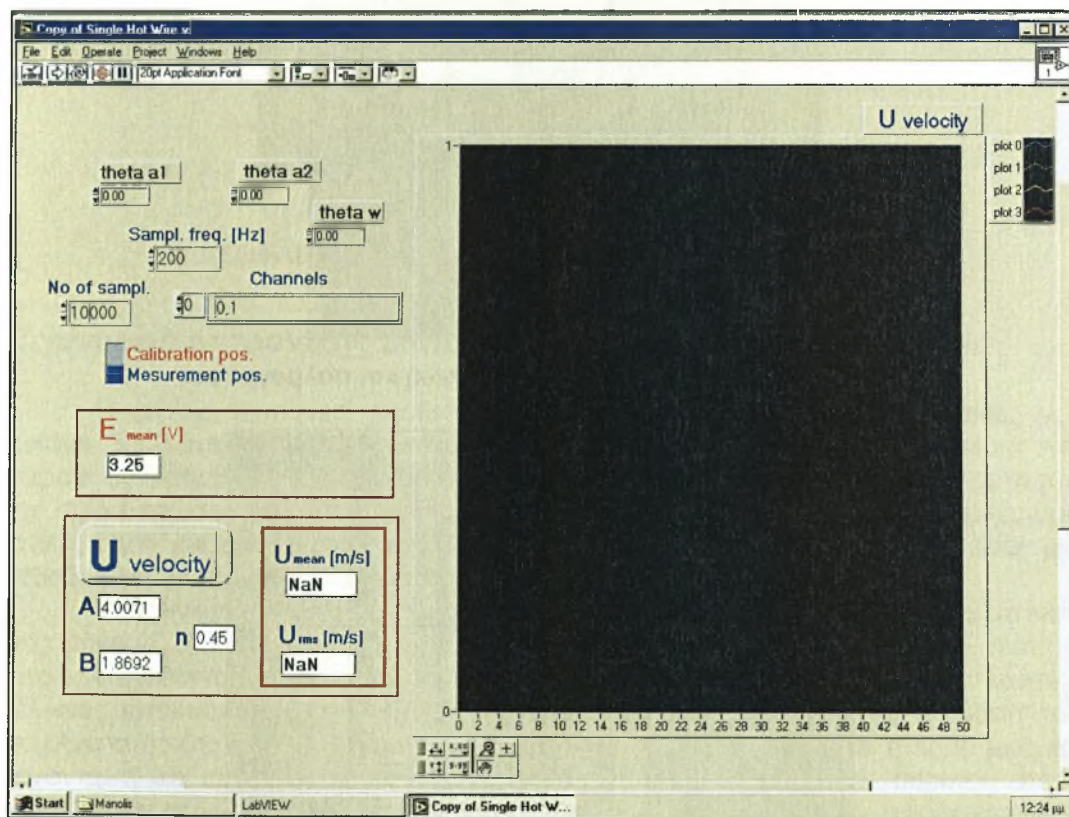 Copy of Single Hot Wire v
File Edit Operate Project Windows Help
20pt Application Font
1
U velocity
plot 0
plot 1
plot 2
plot 3
theta a1
theta a2
0.00
0.00
theta w
0.00
Sampl. freq. [Hz]
200
No of sampl.
10000
Channels
0
0,1
Calibration pos.
Mesurement pos.
E mean [V]
3.25
U velocity
U mean [m/s]
NaN
A 4.0071
n 0.45
U rms [m/s]
B 1.8692
NaN
1
0
0 2 4 6 8 10 12 14 16 18 20 22 24 26 28 30 32 34 36 38 40 42 44 46 48 50
Start
Manolis
LabVIEW
Copy of Single Hot W...
12:24 μμ